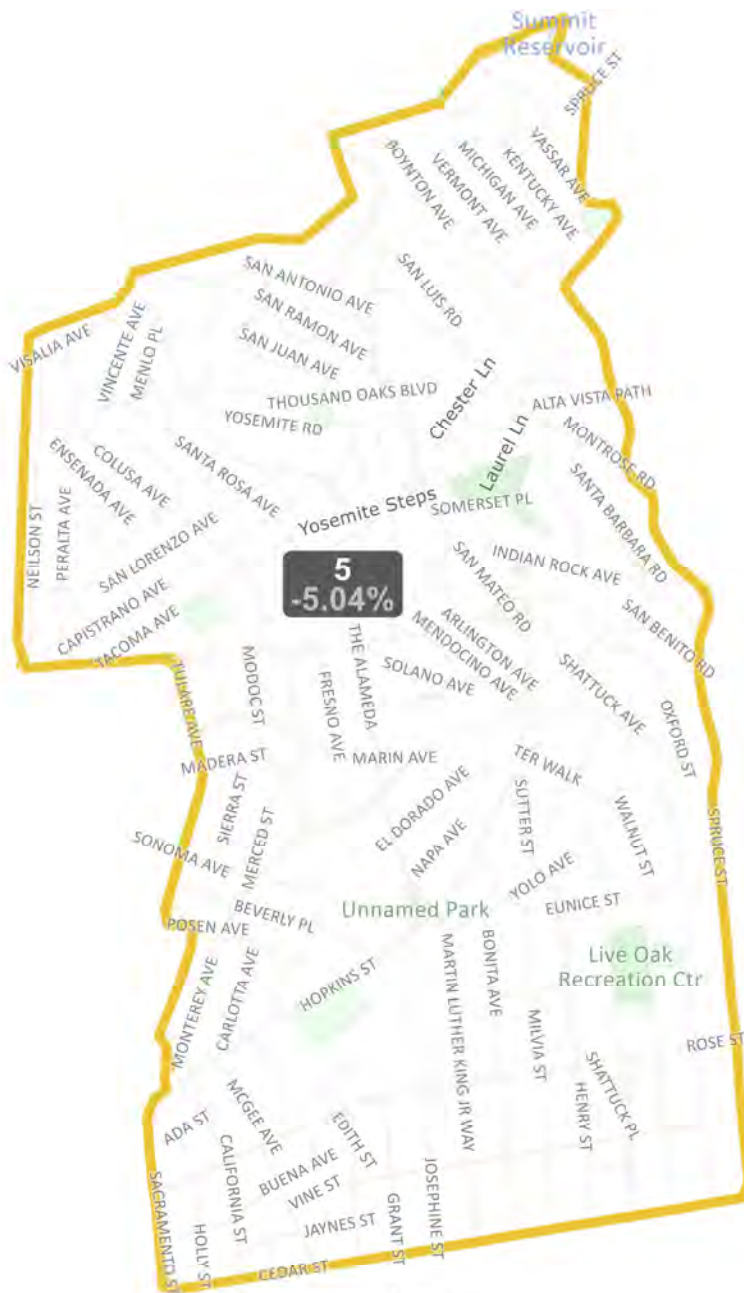 Summit
Reservoir
SPRUCE ST
VASSAR AVE
KENTUCKY AVE
MICHIGAN AVE
VERMONT AVE
BOYNTON AVE
SAN LUIS RD
SAN ANTONIO AVE
SAN RAMON AVE
SAN JUAN AVE
VISALIA AVE
VINCENTE AVE
MENLO PL
THOUSAND OAKS BLVD
YOSEMITE RD
Chester Ln
ALTA VISTA PATH
MONTROSE RD
Laurel Ln
SANTA BARBARA RD
COLUSA AVE
ENSENADA AVE
SANTA ROSA AVE
Yosemite Steps
SOMERSET PL
NEILSON ST
PERALTA AVE
SAN LORENZO AVE
INDIAN ROCK AVE
SAN MATEO RD
5
-5.04%
CAPISTRANO AVE
TACOMA AVE
ARLINGTON AVE
MENDOCINO AVE
SAN BENITO RD
TULARE AVE
MODOC ST
THE ALAMEDA
FRESNO AVE
SOLANO AVE
SHATTUCK AVE
OXFORD ST
MADERA ST
MARIN AVE
TER WALK
SIERRA ST
EL DORADO AVE
SUTTER ST
WALNUT ST
SPRUCE ST
SONOMA AVE
MERCED ST
NAPA AVE
YOLO AVE
EUNICE ST
BEVERLY PL
POSEN AVE
Unnamed Park
Live Oak
Recreation Ctr
MONTEREY AVE
CARLOTTA AVE
HOPKINS ST
MARTIN LUTHER KING JR WAY
BONITA AVE
MILVIA ST
ROSE ST
SHATTUCK PL
HENRY ST
ADA ST
MCGEE AVE
EDITH ST
CALIFORNIA ST
BUENA AVE
VINE ST
JOSEPHINE ST
SACRAMENTO ST
HOLLY ST
JAYNES ST
GRANT ST
CEDAR ST